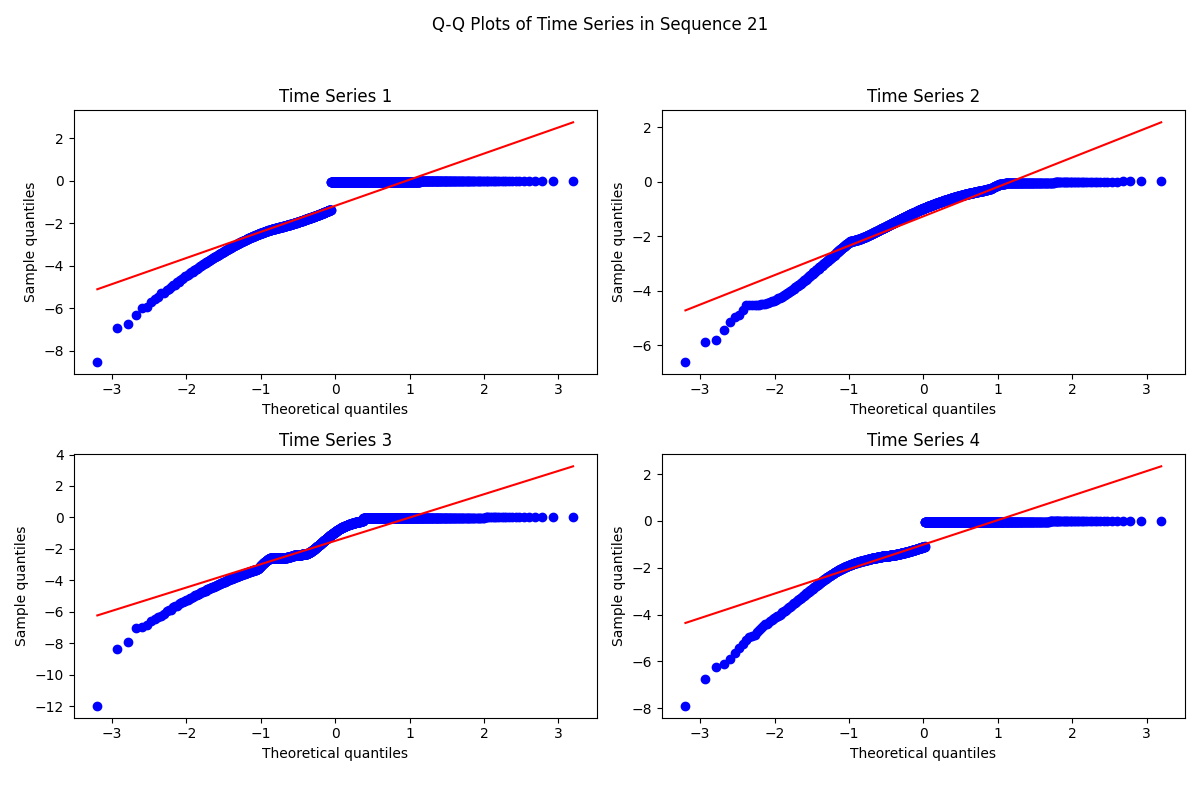 Q-Q Plots of Time Series in Sequence 21
Time Series 1
2
0
−2
−4
−6
−8
Sample quantiles
−3 −2 −1 0 1 2 3
Theoretical quantiles
Time Series 2
2
0
−2
−4
−6
Sample quantiles
−3 −2 −1 0 1 2 3
Theoretical quantiles
Time Series 3
4
2
0
−2
−4
−6
−8
−10
−12
Sample quantiles
−3 −2 −1 0 1 2 3
Theoretical quantiles
Time Series 4
2
0
−2
−4
−6
−8
Sample quantiles
−3 −2 −1 0 1 2 3
Theoretical quantiles